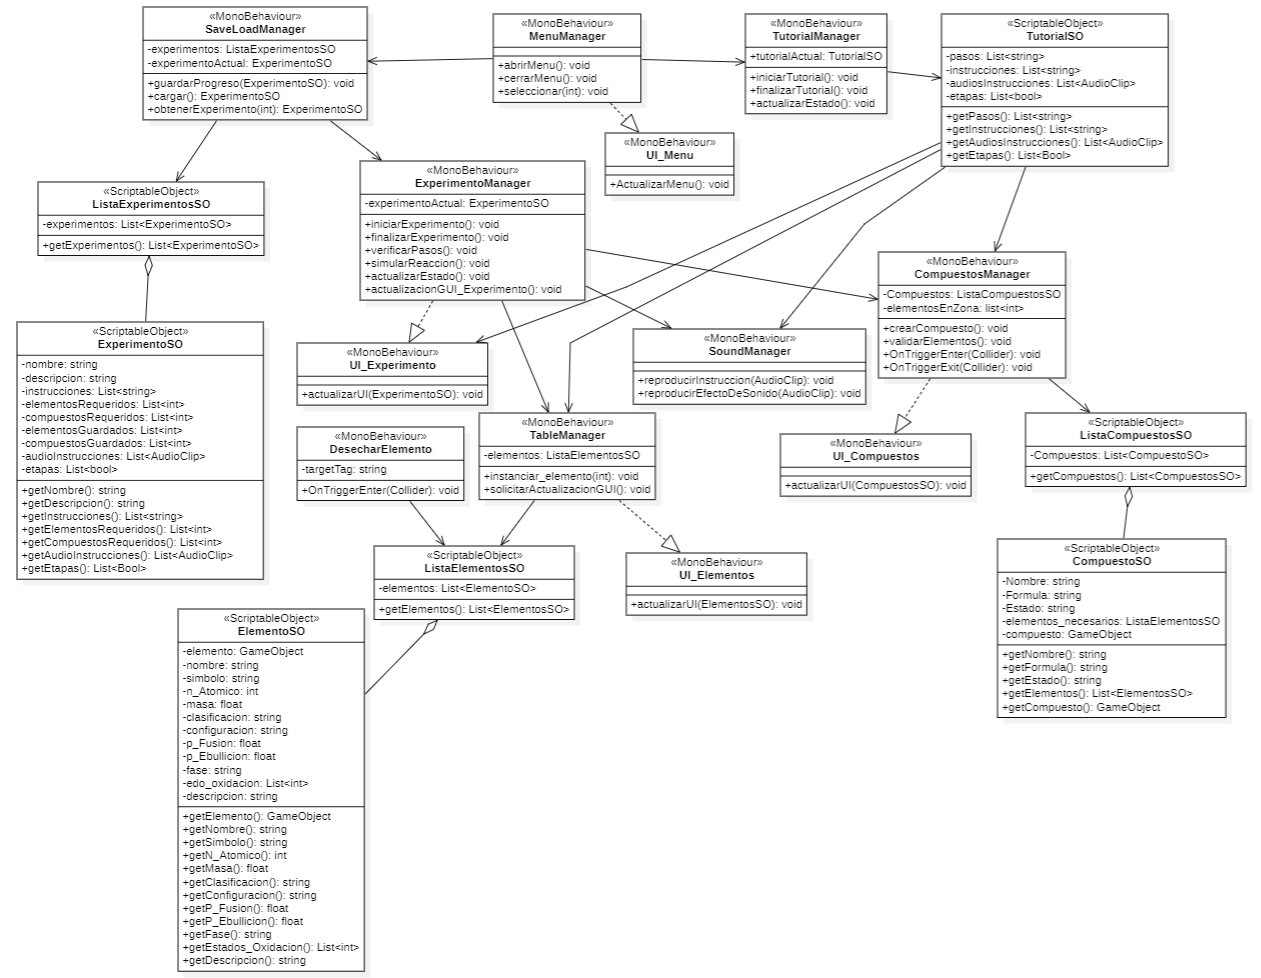 «MonoBehaviour»
SaveLoadManager
-experimentos: ListaExperimentosSO
-experimentoActual: ExperimentoSO
+guardarProgreso(ExperimentoSO): void
+cargar(): ExperimentoSO
+obtenerExperimento(int): ExperimentoSO
«MonoBehaviour»
MenuManager
+abrirMenu(): void
+cerrarMenu(): void
+seleccionar(int): void
«MonoBehaviour»
TutorialManager
+tutorialActual: TutorialSO
+iniciarTutorial(): void
+finalizarTutorial(): void
+actualizarEstado(): void
«ScriptableObject»
TutorialSO
-pasos: List<string>
-instrucciones: List<string>
-audiosInstrucciones: List<AudioClip>
-etapas: List<bool>
+getPasos(): List<string>
+getInstrucciones(): List<string>
+getAudiosInstrucciones(): List<AudioClip>
+getEtapas(): List<Bool>
«MonoBehaviour»
UI_Menu
+ActualizarMenu(): void
«ScriptableObject»
ListaExperimentosSO
-experimentos: List<ExperimentoSO>
+getExperimentos(): List<ExperimentoSO>
«MonoBehaviour»
ExperimentoManager
-experimentoActual: ExperimentoSO
+iniciarExperimento(): void
+finalizarExperimento(): void
+verificarPasos(): void
+simularReaccion(): void
+actualizarEstado(): void
+actualizacionGUI_Experimento(): void
«MonoBehaviour»
CompuestosManager
-Compuestos: ListaCompuestosSO
-elementosEnZona: list<int>
+crearCompuesto(): void
+validarElementos(): void
+OnTriggerEnter(Collider): void
+OnTriggerExit(Collider): void
«ScriptableObject»
ExperimentoSO
-nombre: string
-descripcion: string
-instrucciones: List<string>
-elementosRequeridos: List<int>
-compuestosRequeridos: List<int>
-elementosGuardados: List<int>
-compuestosGuardados: List<int>
-audioInstrucciones: List<AudioClip>
-etapas: List<bool>
+getNombre(): string
+getDescripcion(): string
+getInstrucciones(): List<string>
+getElementosRequeridos(): List<int>
+getCompuestosRequeridos(): List<int>
+getAudioInstrucciones(): List<AudioClip>
+getEtapas(): List<Bool>
«MonoBehaviour»
UI_Experimento
+actualizarUI(ExperimentoSO): void
«MonoBehaviour»
SoundManager
+reproducirInstruccion(AudioClip): void
+reproducirEfectoDeSonido(AudioClip): void
«MonoBehaviour»
DesecharElemento
-targetTag: string
+OnTriggerEnter(Collider): void
«MonoBehaviour»
TableManager
-elementos: ListaElementosSO
+instanciar_elemento(int): void
+solicitarActualizacionGUI(): void
«MonoBehaviour»
UI_Compuestos
+actualizarUI(CompuestosSO): void
«ScriptableObject»
ListaCompuestosSO
-Compuestos: List<CompuestoSO>
+getCompuestos(): List<CompuestoSO>
«ScriptableObject»
ListaElementosSO
-elementos: List<ElementoSO>
+getElementos(): List<ElementosSO>
«MonoBehaviour»
UI_Elementos
+actualizarUI(ElementosSO): void
«ScriptableObject»
CompuestoSO
-Nombre: string
-Formula: string
-Estado: string
-elementos_necesarios: ListaElementosSO
-compuesto: GameObject
+getNombre(): string
+getFormula(): string
+getEstado(): string
+getElementos(): List<ElementosSO>
+getCompuesto(): GameObject
«ScriptableObject»
ElementoSO
-elemento: GameObject
-nombre: string
-simbolo: string
-n_Atomico: int
-masa: float
-clasificacion: string
-configuracion: string
-p_Fusion: float
-p_Ebullicion: float
-fase: string
-edo_oxidacion: List<int>
-descripcion: string
+getElemento(): GameObject
+getNombre(): string
+getSimbolo(): string
+getN_Atomico(): int
+getMasa(): float
+getClasificacion(): string
+getConfiguracion(): string
+getP_Fusion(): float
+getP_Ebullicion(): float
+getFase(): string
+getEstados_Oxidacion(): List<int>
+getDescripcion(): string